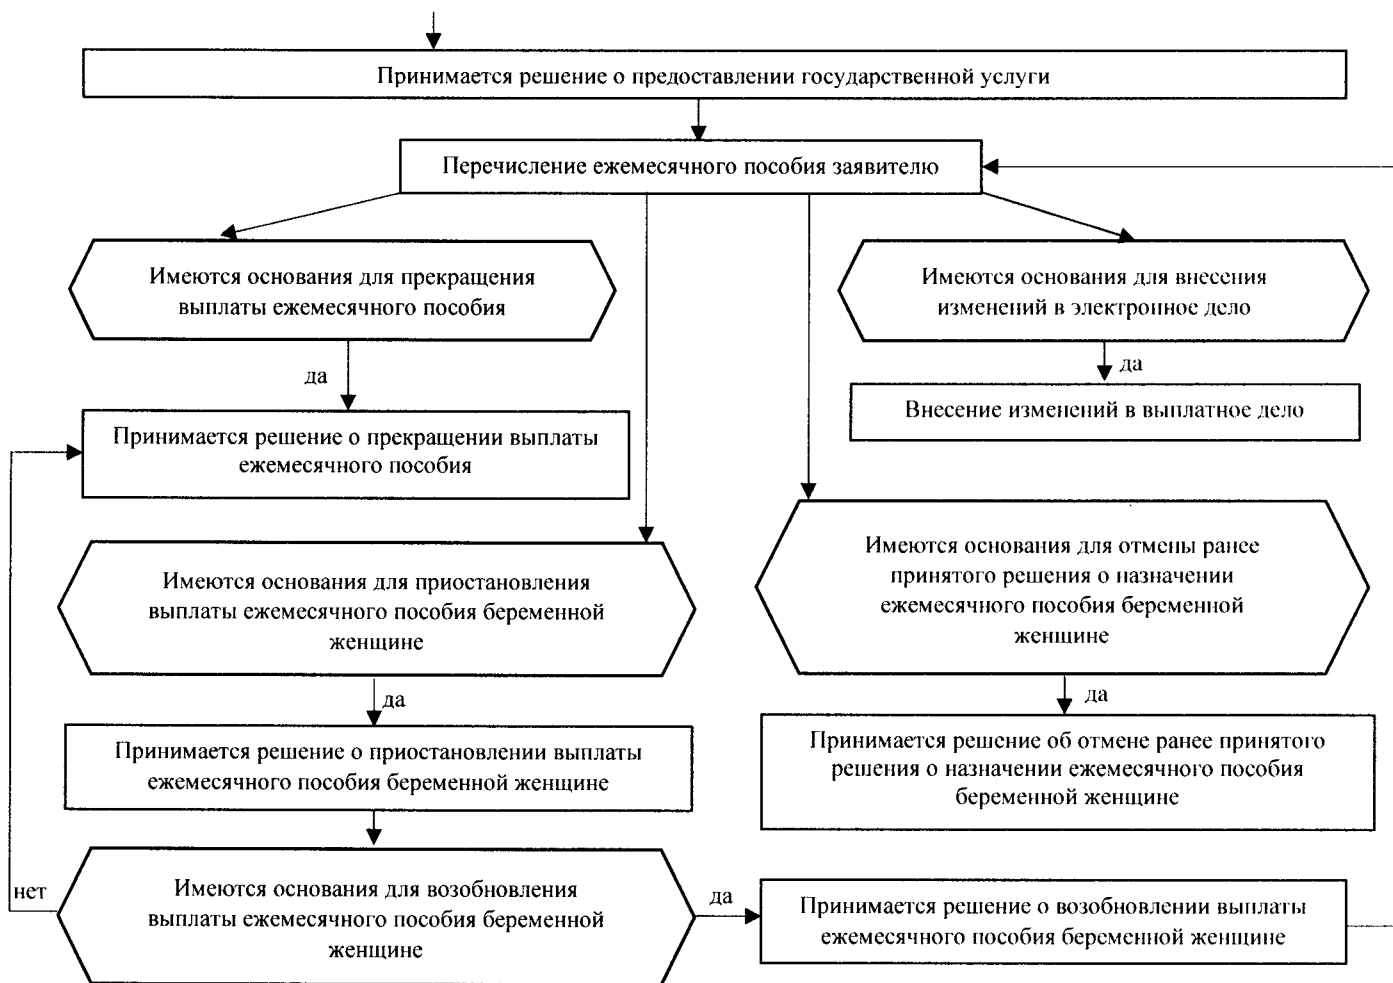 Принимается решение о предоставлении государственной услуги
Перечисление ежемесячного пособия заявителю
Имеются основания для прекращения
выплаты ежемесячного пособия
Имеются основания для внесения
изменений в электронное дело
да
да
Внесение изменений в выплатное дело
Принимается решение о прекращении выплаты
ежемесячного пособия
Имеются основания для отмены ранее
принятого решения о назначении
ежемесячного пособия беременной
женщине
Имеются основания для приостановления
выплаты ежемесячного пособия беременной
женщине
да
да
Принимается решение о приостановлении выплаты
ежемесячного пособия беременной женщине
Принимается решение об отмене ранее принятого
решения о назначении ежемесячного пособия
беременной женщине
нет
Имеются основания для возобновления
выплаты ежемесячного пособия беременной
женщине
да
Принимается решение о возобновлении выплаты
ежемесячного пособия беременной женщине